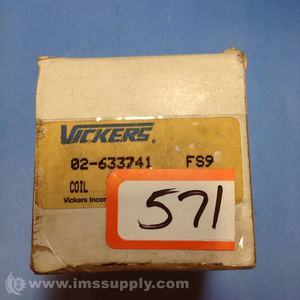 VICKERS®
02-633741 FS9
COIL
Vickers Incor
571
© www.imssupply.com